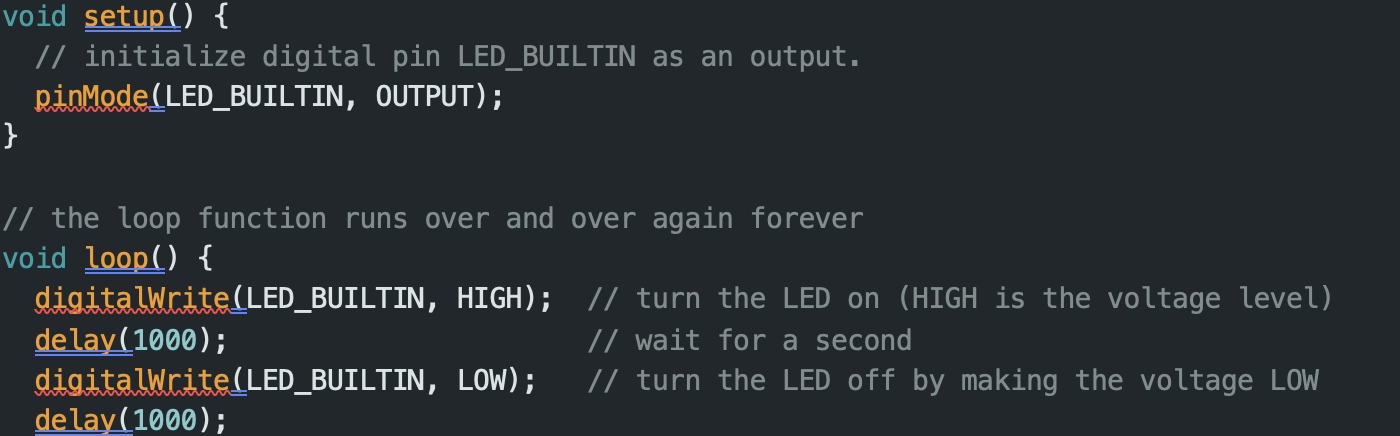 void setup() {
  // initialize digital pin LED_BUILTIN as an output.
  pinMode(LED_BUILTIN, OUTPUT);
}
// the loop function runs over and over again forever
void loop() {
  digitalWrite(LED_BUILTIN, HIGH);  // turn the LED on (HIGH is the voltage level)
  delay(1000);                      // wait for a second
  digitalWrite(LED_BUILTIN, LOW);   // turn the LED off by making the voltage LOW
  delay(1000);